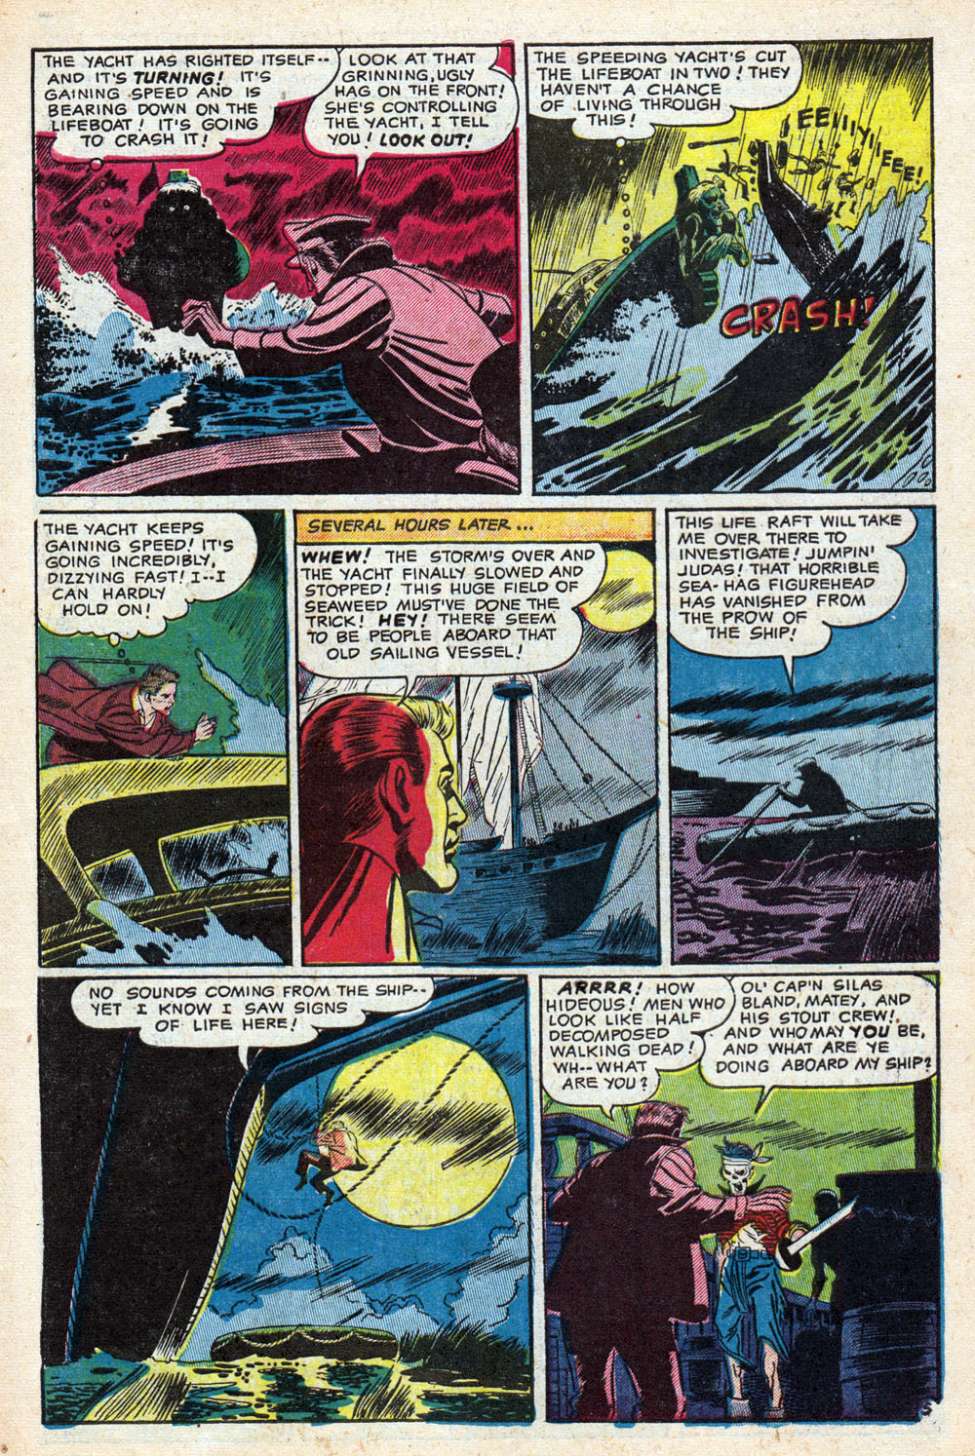 THE YACHT HAS RIGHTED ITSELF--
AND IT'S TURNING! IT'S
GAINING SPEED AND IS
BEARING DOWN ON THE
LIFEBOAT! IT'S GOING
TO CRASH IT!
LOOK AT THAT
GRINNING, UGLY
HAG ON THE FRONT!
SHE'S CONTROLLING
THE YACHT, I TELL
YOU! LOOK OUT!
THE SPEEDING YACHT'S CUT
THE LIFEBOAT IN TWO! THEY
HAVEN'T A CHANCE
OF LIVING THROUGH
THIS!
EEEIIIYYIEEE!
CRASH!
THE YACHT KEEPS
GAINING SPEED! IT'S
GOING INCREDIBLY,
DIZZYING FAST! I--I
CAN HARDLY
HOLD ON!
SEVERAL HOURS LATER...
WHEW! THE STORM'S OVER AND
THE YACHT FINALLY SLOWED AND
STOPPED! THIS HUGE FIELD OF
SEAWEED MUST'VE DONE THE
TRICK! HEY! THERE SEEM
TO BE PEOPLE ABOARD THAT
OLD SAILING VESSEL!
THIS LIFE RAFT WILL TAKE
ME OVER THERE TO
INVESTIGATE! JUMPIN'
JUDAS! THAT HORRIBLE
SEA-HAG FIGUREHEAD
HAS VANISHED FROM
THE PROW OF
THE SHIP!
NO SOUNDS COMING FROM THE SHIP--
YET I KNOW I SAW SIGNS
OF LIFE HERE!
ARRRR! HOW
HIDEOUS! MEN WHO
LOOK LIKE HALF
DECOMPOSED
WALKING DEAD!
WH--WHAT
ARE YOU?
OL' CAP'N SILAS
BLAND, MATEY, AND
HIS STOUT CREW!
AND WHO MAY YOU BE,
AND WHAT ARE YE
DOING ABOARD MY SHIP?
5